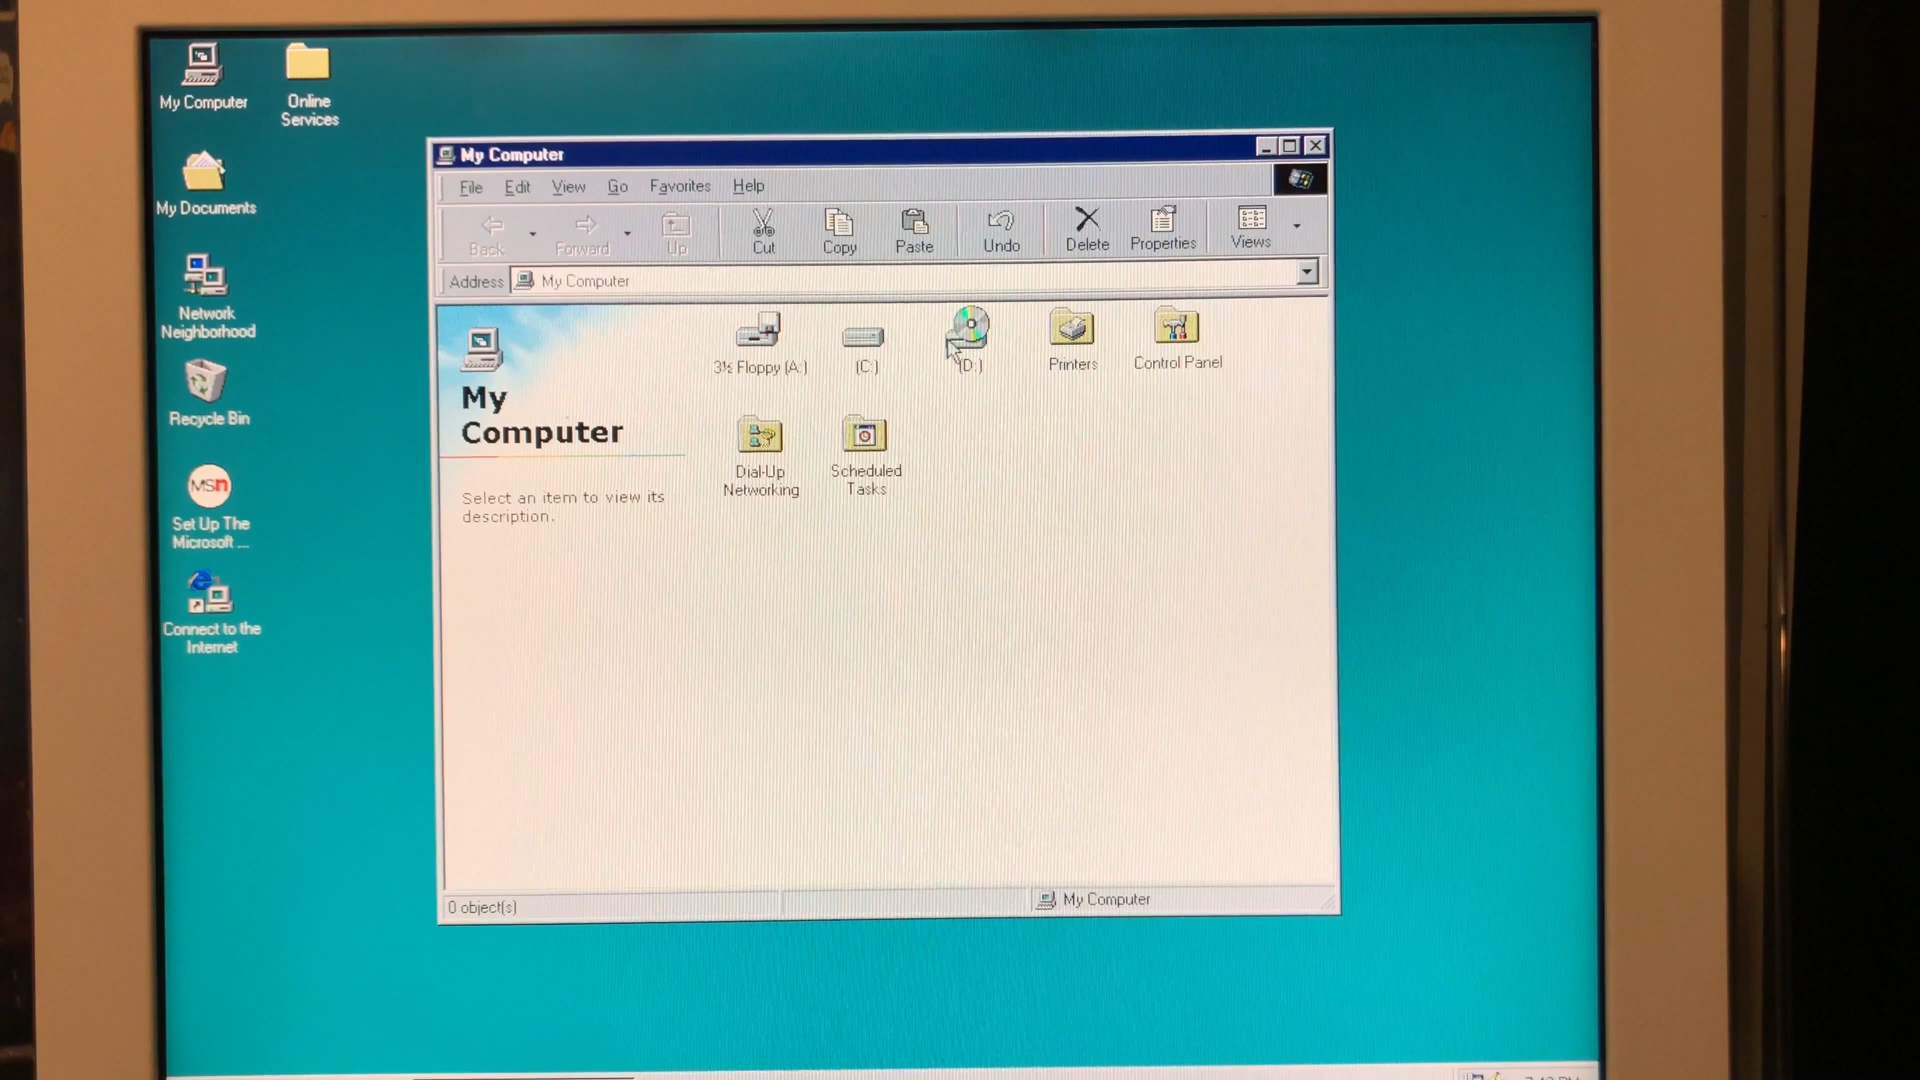 My Computer
Online
Services
My Documents
Network
Neighborhood
Recycle Bin
MSN
Set Up The
Microsoft ...
Connect to the
Internet
My Computer
File Edit View Go Favorites Help
Back Forward Up Cut Copy Paste Undo Delete Properties Views
Address My Computer
My
Computer
Select an item to view its
description.
3½ Floppy (A:) (C:) (D:) Printers Control Panel
Dial-Up
Networking
Scheduled
Tasks
0 object(s)
My Computer